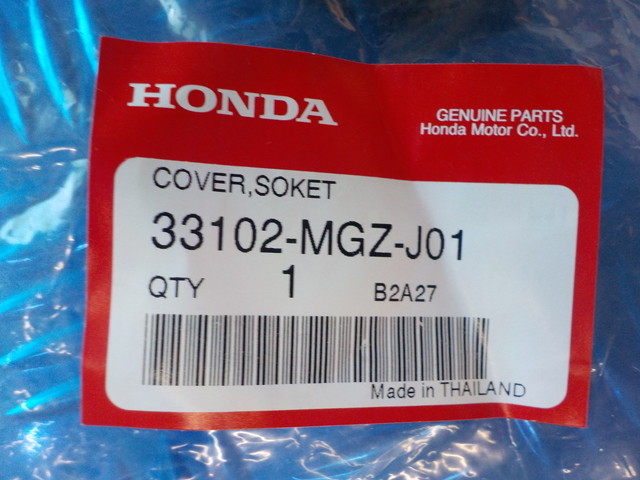 HONDA
GENUINE PARTS
Honda Motor Co., Ltd.
COVER,SOKET
33102-MGZ-J01
QTY 1 B2A27
Made in THAILAND